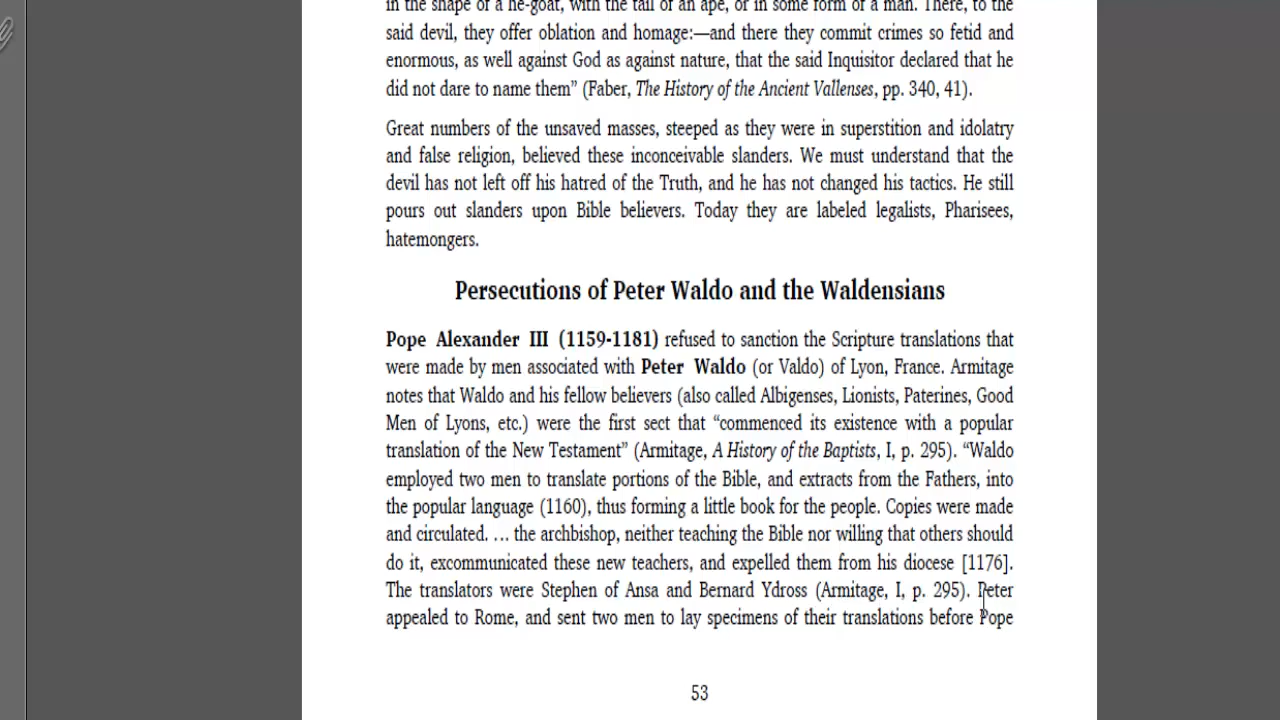 in the shape of a he-goat, with the tail of an ape, or in some form of a man. There, to the
said devil, they offer oblation and homage:—and there they commit crimes so fetid and
enormous, as well against God as against nature, that the said Inquisitor declared that he
did not dare to name them” (Faber, The History of the Ancient Vallenses, pp. 340, 41).
Great numbers of the unsaved masses, steeped as they were in superstition and idolatry
and false religion, believed these inconceivable slanders. We must understand that the
devil has not left off his hatred of the Truth, and he has not changed his tactics. He still
pours out slanders upon Bible believers. Today they are labeled legalists, Pharisees,
hatemongers.
Persecutions of Peter Waldo and the Waldensians
Pope Alexander III (1159-1181) refused to sanction the Scripture translations that
were made by men associated with Peter Waldo (or Valdo) of Lyon, France. Armitage
notes that Waldo and his fellow believers (also called Albigenses, Lionists, Paterines, Good
Men of Lyons, etc.) were the first sect that “commenced its existence with a popular
translation of the New Testament” (Armitage, A History of the Baptists, I, p. 295). “Waldo
employed two men to translate portions of the Bible, and extracts from the Fathers, into
the popular language (1160), thus forming a little book for the people. Copies were made
and circulated. … the archbishop, neither teaching the Bible nor willing that others should
do it, excommunicated these new teachers, and expelled them from his diocese [1176].
The translators were Stephen of Ansa and Bernard Ydross (Armitage, I, p. 295). Peter
appealed to Rome, and sent two men to lay specimens of their translations before Pope
53